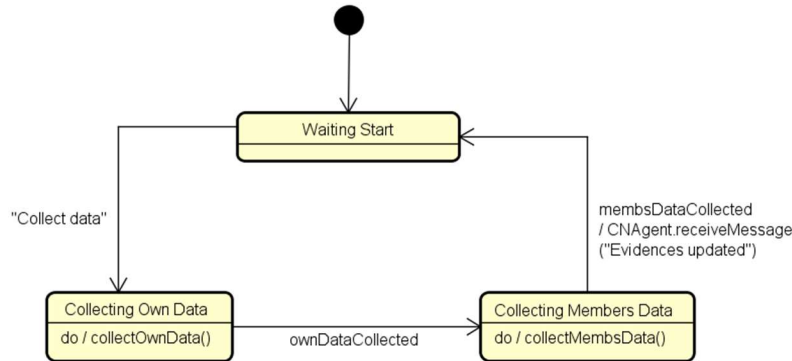 Waiting Start
"Collect data"
membsDataCollected
/ CNAgent.receiveMessage
("Evidences updated")
Collecting Own Data
do / collectOwnData()
ownDataCollected
Collecting Members Data
do / collectMembsData()